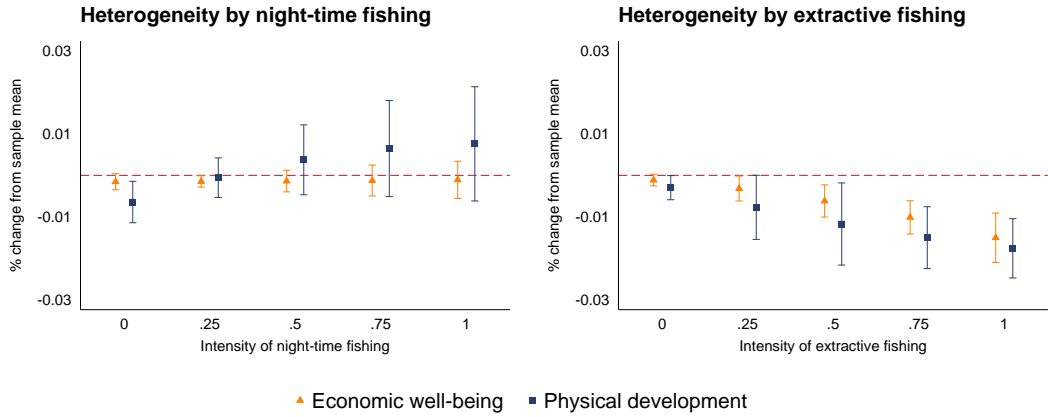 Heterogeneity by night-time fishing
% change from sample mean
0.03
0.01
-0.01
-0.03
0 .25 .5 .75 1
Intensity of night-time fishing
Heterogeneity by extractive fishing
% change from sample mean
0.03
0.01
-0.01
-0.03
0 .25 .5 .75 1
Intensity of extractive fishing
Economic well-being Physical development